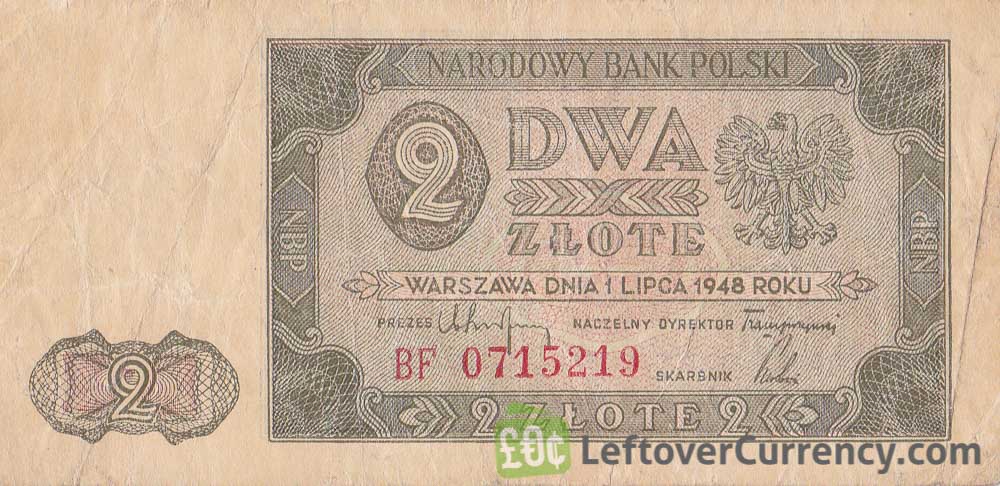 NARODOWY BANK POLSKI
2 DWA
ZŁOTE
NBP
NBP
WARSZAWA DNIA 1 LIPCA 1948 ROKU
PREZES NACZELNY DYREKTOR
BF 0715219 SKARBNIK
2
2 ZŁOTE 2
£0¢ LeftoverCurrency.com